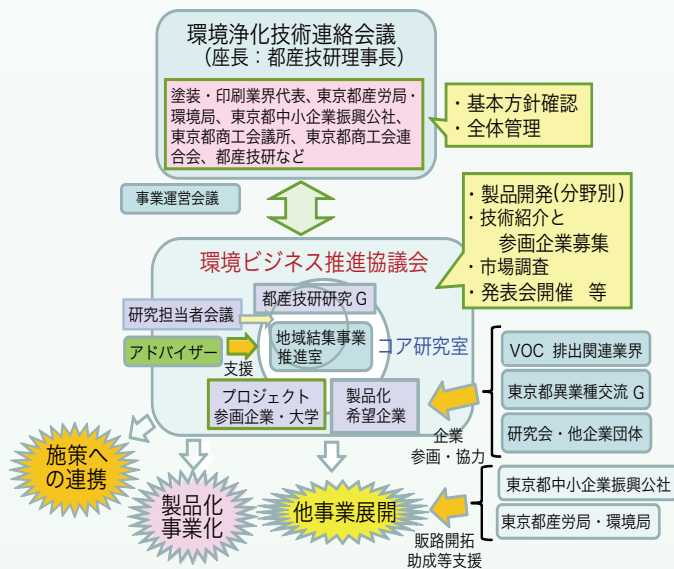 環境浄化技術連絡会議
(座長：都産技研理事長)
塗装・印刷業界代表、東京都産労局・
環境局、東京都中小企業振興公社、
東京都商工会議所、東京都商工会連
合会、都産技研など
・基本方針確認
・全体管理
事業運営会議
・製品開発(分野別)
・技術紹介と
参画企業募集
・市場調査
・発表会開催 等
環境ビジネス推進協議会
都産技研研究G
研究担当者会議
地域結集事業
推進室
コア研究室
アドバイザー
支援
プロジェクト
参画企業・大学
製品化
希望企業
VOC 排出関連業界
東京都異業種交流 G
研究会・他企業団体
企業
参画・協力
施策へ
の連携
製品化
事業化
他事業展開
東京都中小企業振興公社
東京都産労局・環境局
販路開拓
助成等支援